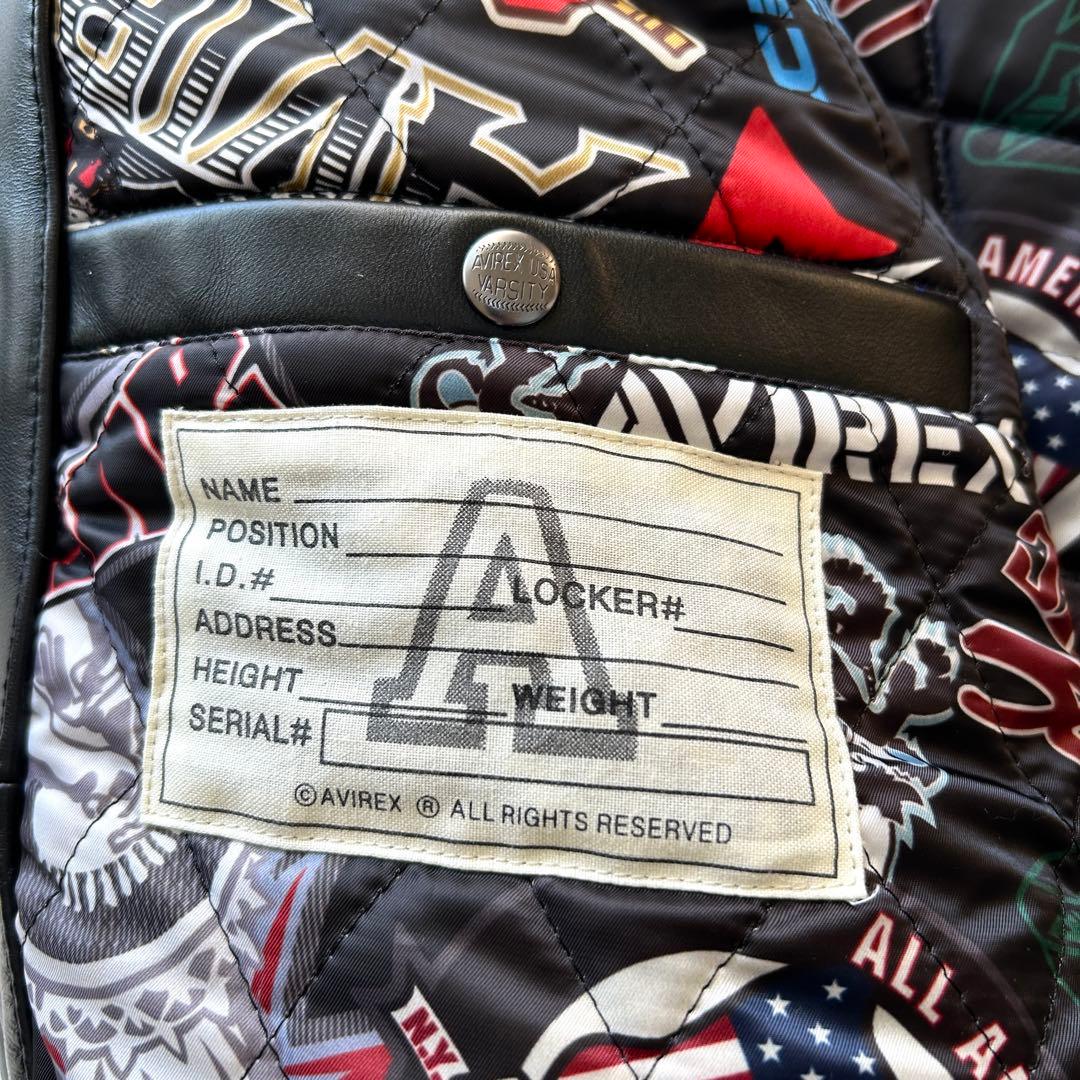 AMER
AVIREX USA
VARSITY
AVIREX
NAME
POSITION
I.D.# LOCKER#
ADDRESS
HEIGHT WEIGHT
SERIAL#
A
© AVIREX ® ALL RIGHTS RESERVED
ALL A
N.Y.